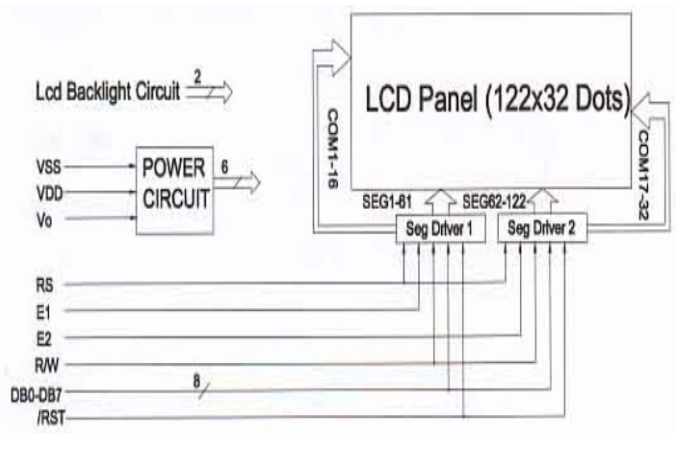 LCD Panel (122x32 Dots)
Lcd Backlight Circuit
2
COM1-16
COM17-32
VSS
VDD
Vo
POWER
CIRCUIT
6
SEG1-61
SEG62-122
Seg Driver 1
Seg Driver 2
RS
E1
E2
R/W
DB0-DB7
8
/RST